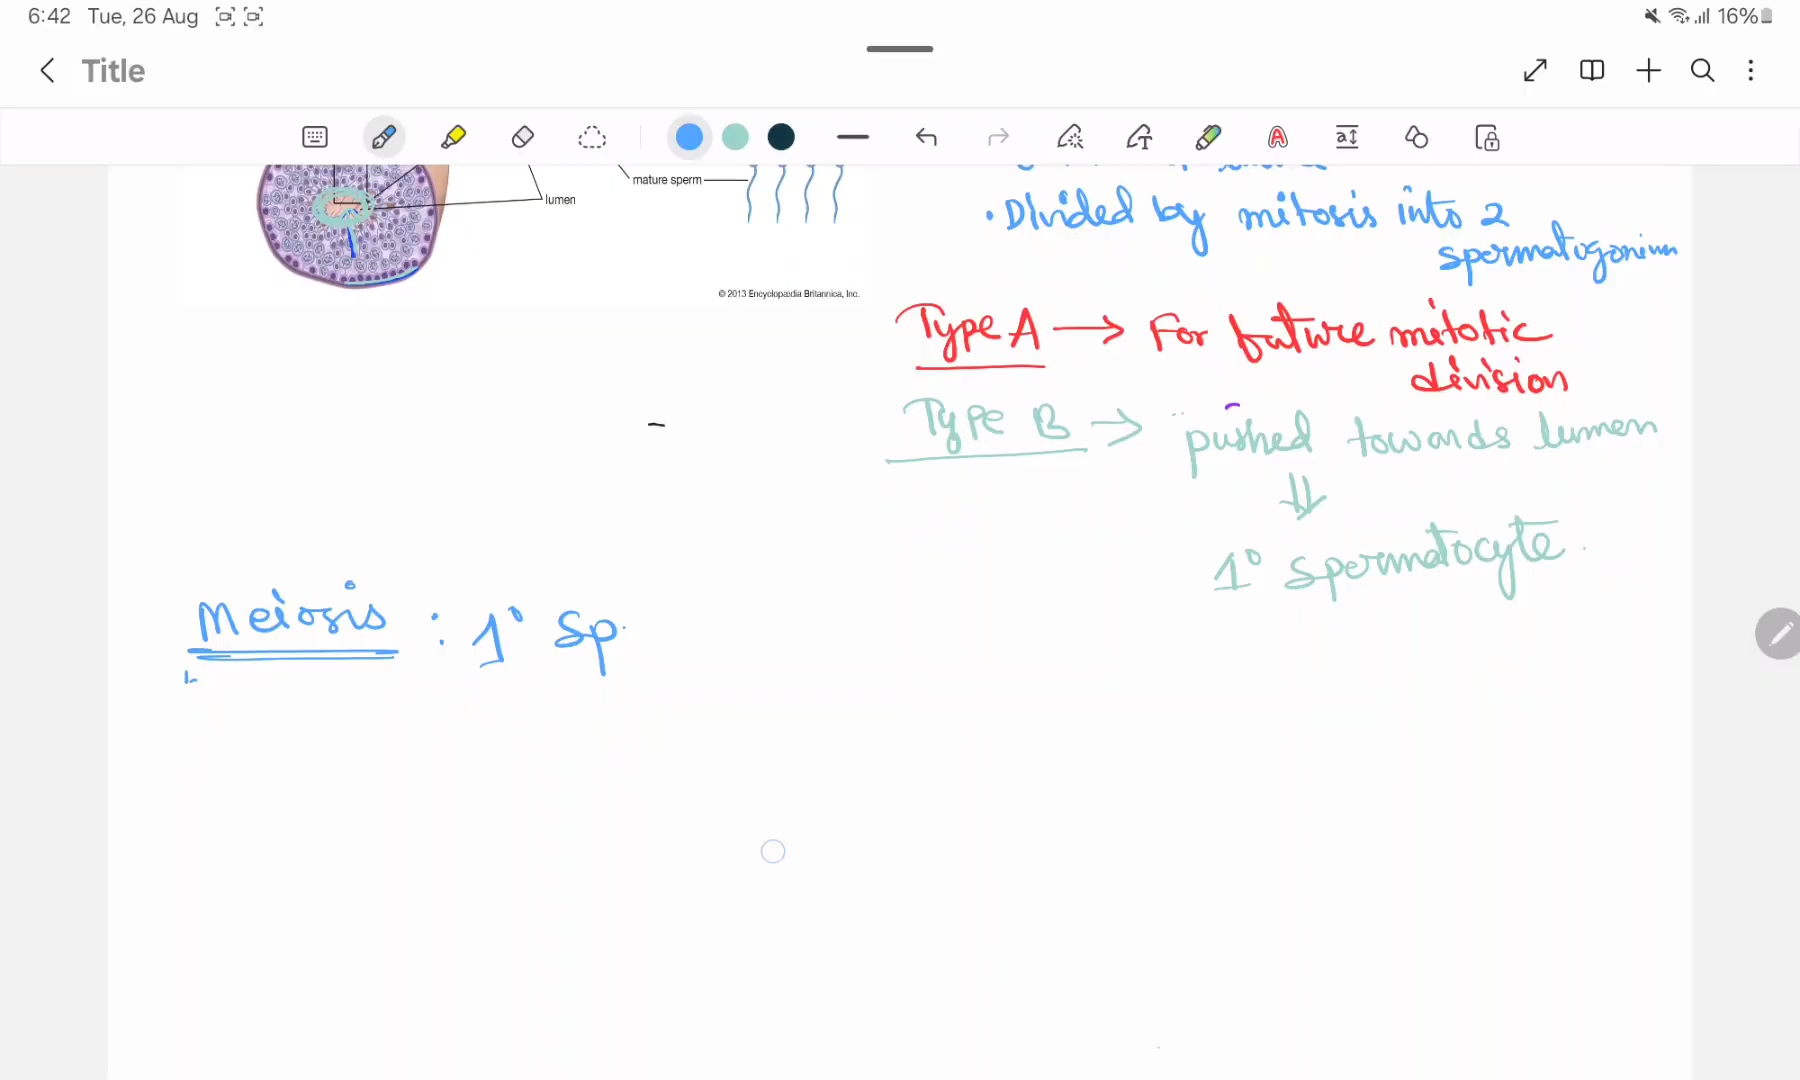 6:42 Tue, 26 Aug
16%
Title
mature sperm
lumen
© 2013 Encyclopædia Britannica, Inc.
• Divided by mitosis into 2
spermatogonium
Type A → For future mitotic
division
Type B → pushed towards lumen
⇓
1° spermatocyte.
Meiosis : 1° Sp